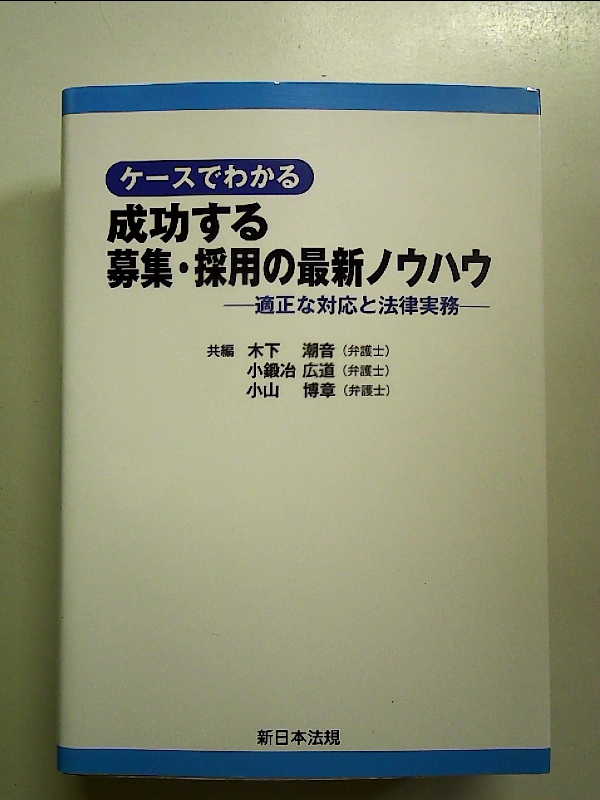 ケースでわかる
成功する
募集・採用の最新ノウハウ
―適正な対応と法律実務―
共編 木下 潮音（弁護士）
小鍛冶 広道（弁護士）
小山 博章（弁護士）
新日本法規